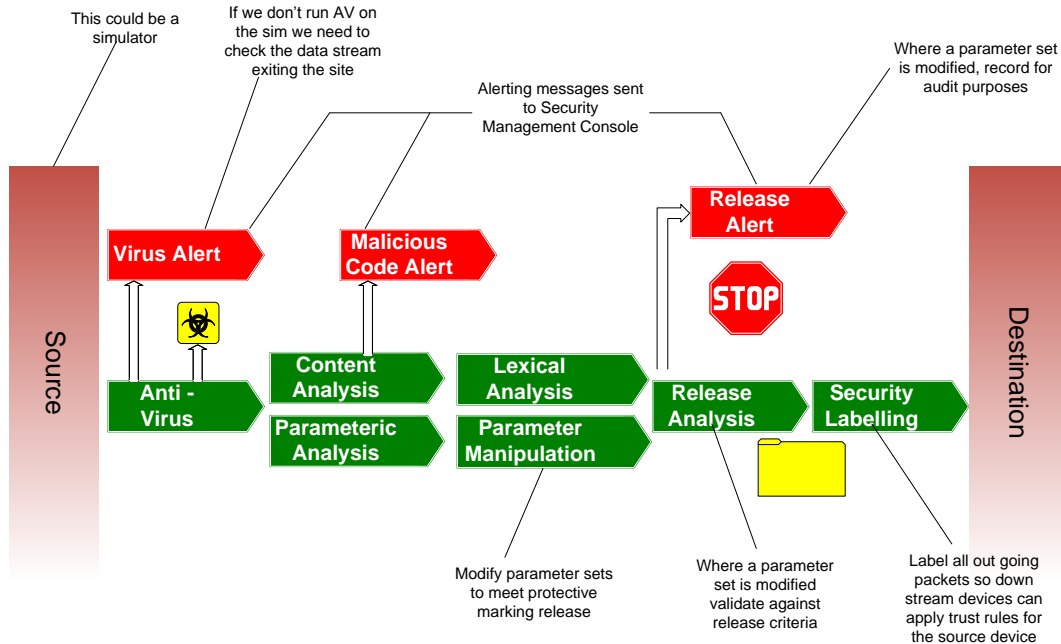 This could be a
simulator
If we don't run AV on
the sim we need to
check the data stream
exiting the site
Alerting messages sent
to Security
Management Console
Where a parameter set
is modified, record for
audit purposes
Source
Virus Alert
Malicious
Code Alert
Release
Alert
STOP
Anti -
Virus
Content
Analysis
Parameteric
Analysis
Lexical
Analysis
Parameter
Manipulation
Release
Analysis
Security
Labelling
Destination
Modify parameter sets
to meet protective
marking release
Where a parameter
set is modified
validate against
release criteria
Label all out going
packets so down
stream devices can
apply trust rules for
the source device